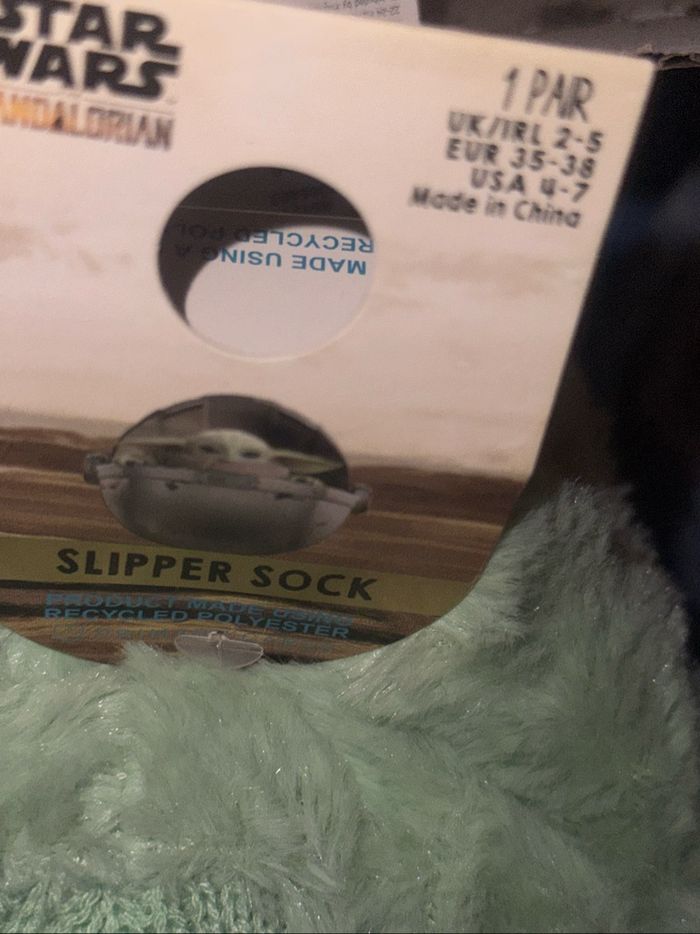 STAR
WARS
MANDALORIAN
1 PAIR
UK/IRL 2-5
EUR 35-38
USA 4-7
Made in China
RECYCLED
MADE USING A
SLIPPER SOCK
PRODUCT MADE USING
RECYCLED POLYESTER